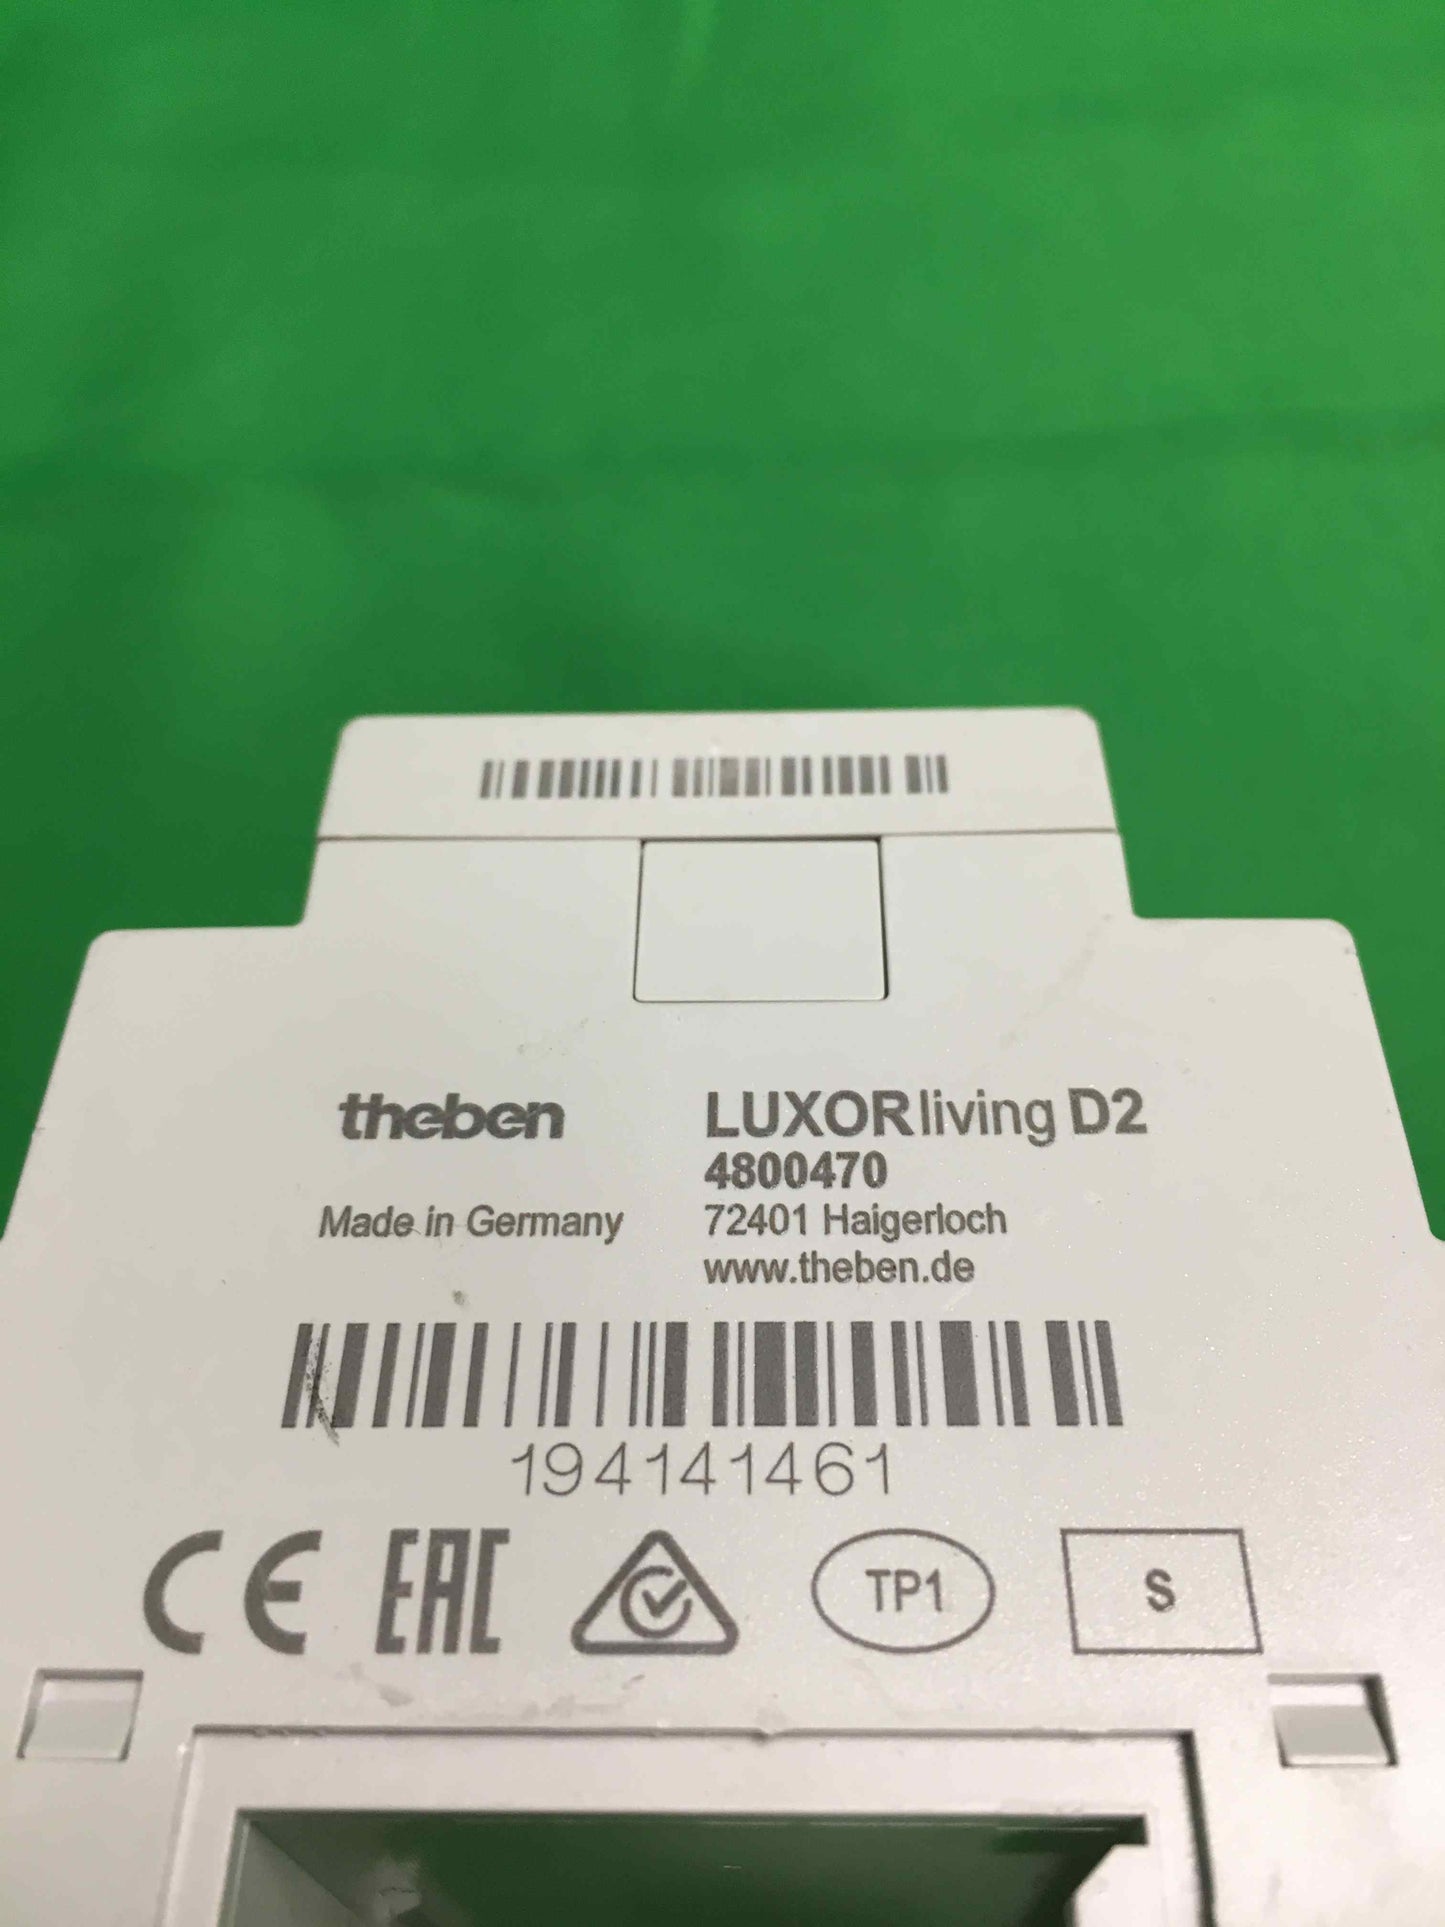 theben LUXORliving D2
4800470
Made in Germany 72401 Haigerloch
www.theben.de
194141461
CE EAC TP1 S